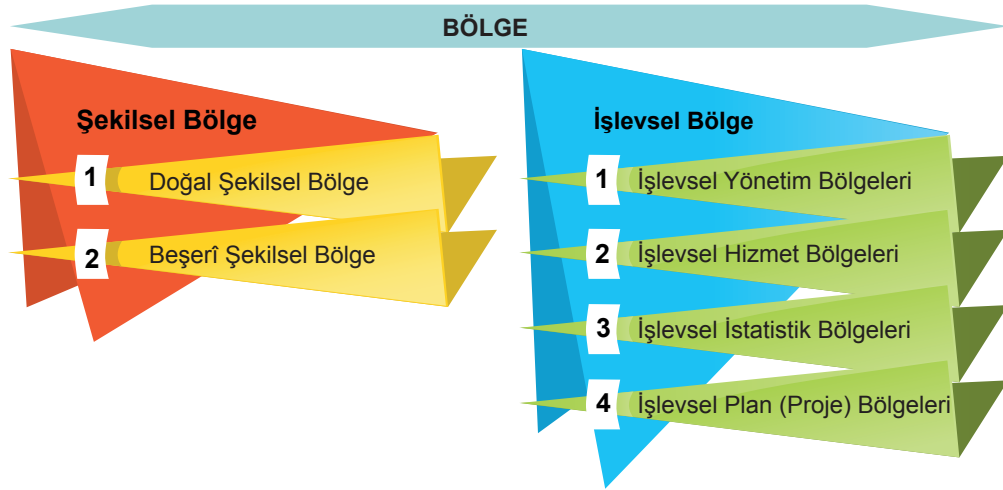 BÖLGE
Şekilsel Bölge
1 Doğal Şekilsel Bölge
2 Beşerî Şekilsel Bölge
İşlevsel Bölge
1 İşlevsel Yönetim Bölgeleri
2 İşlevsel Hizmet Bölgeleri
3 İşlevsel İstatistik Bölgeleri
4 İşlevsel Plan (Proje) Bölgeleri